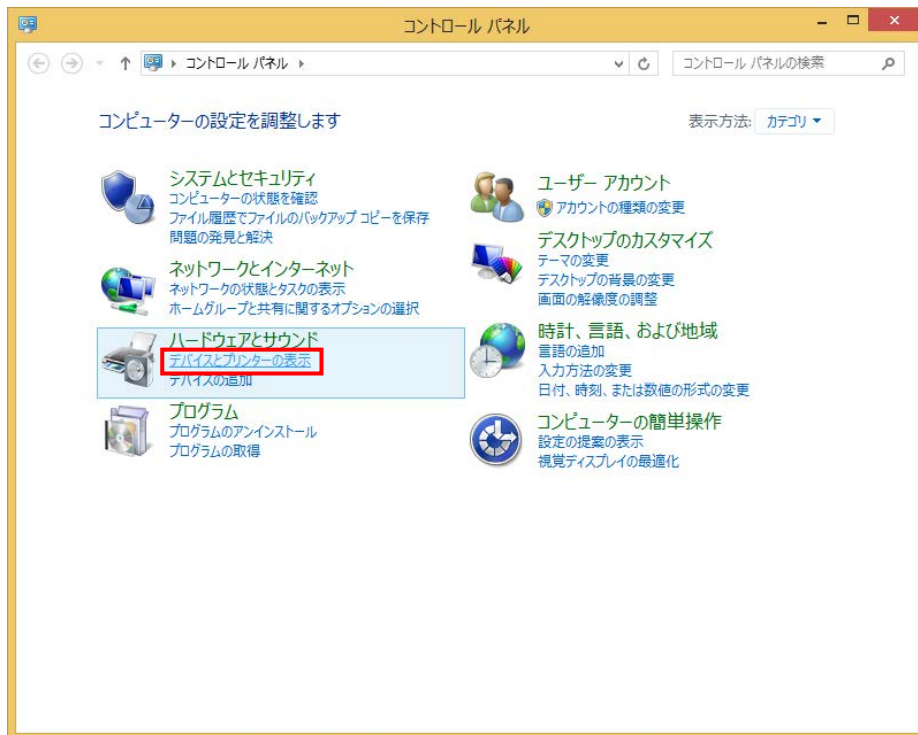 コントロール パネル
コントロール パネル
コントロール パネルの検索
コンピューターの設定を調整します
表示方法: カテゴリ
システムとセキュリティ
コンピューターの状態を確認
ファイル履歴でファイルのバックアップ コピーを保存
問題の発見と解決
ネットワークとインターネット
ネットワークの状態とタスクの表示
ホームグループと共有に関するオプションの選択
ハードウェアとサウンド
デバイスとプリンターの表示
デバイスの追加
プログラム
プログラムのアンインストール
プログラムの取得
ユーザー アカウント
アカウントの種類の変更
デスクトップのカスタマイズ
テーマの変更
デスクトップの背景の変更
画面の解像度の調整
時計、言語、および地域
言語の追加
入力方法の変更
日付、時刻、または数値の形式の変更
コンピューターの簡単操作
設定の提案の表示
視覚ディスプレイの最適化